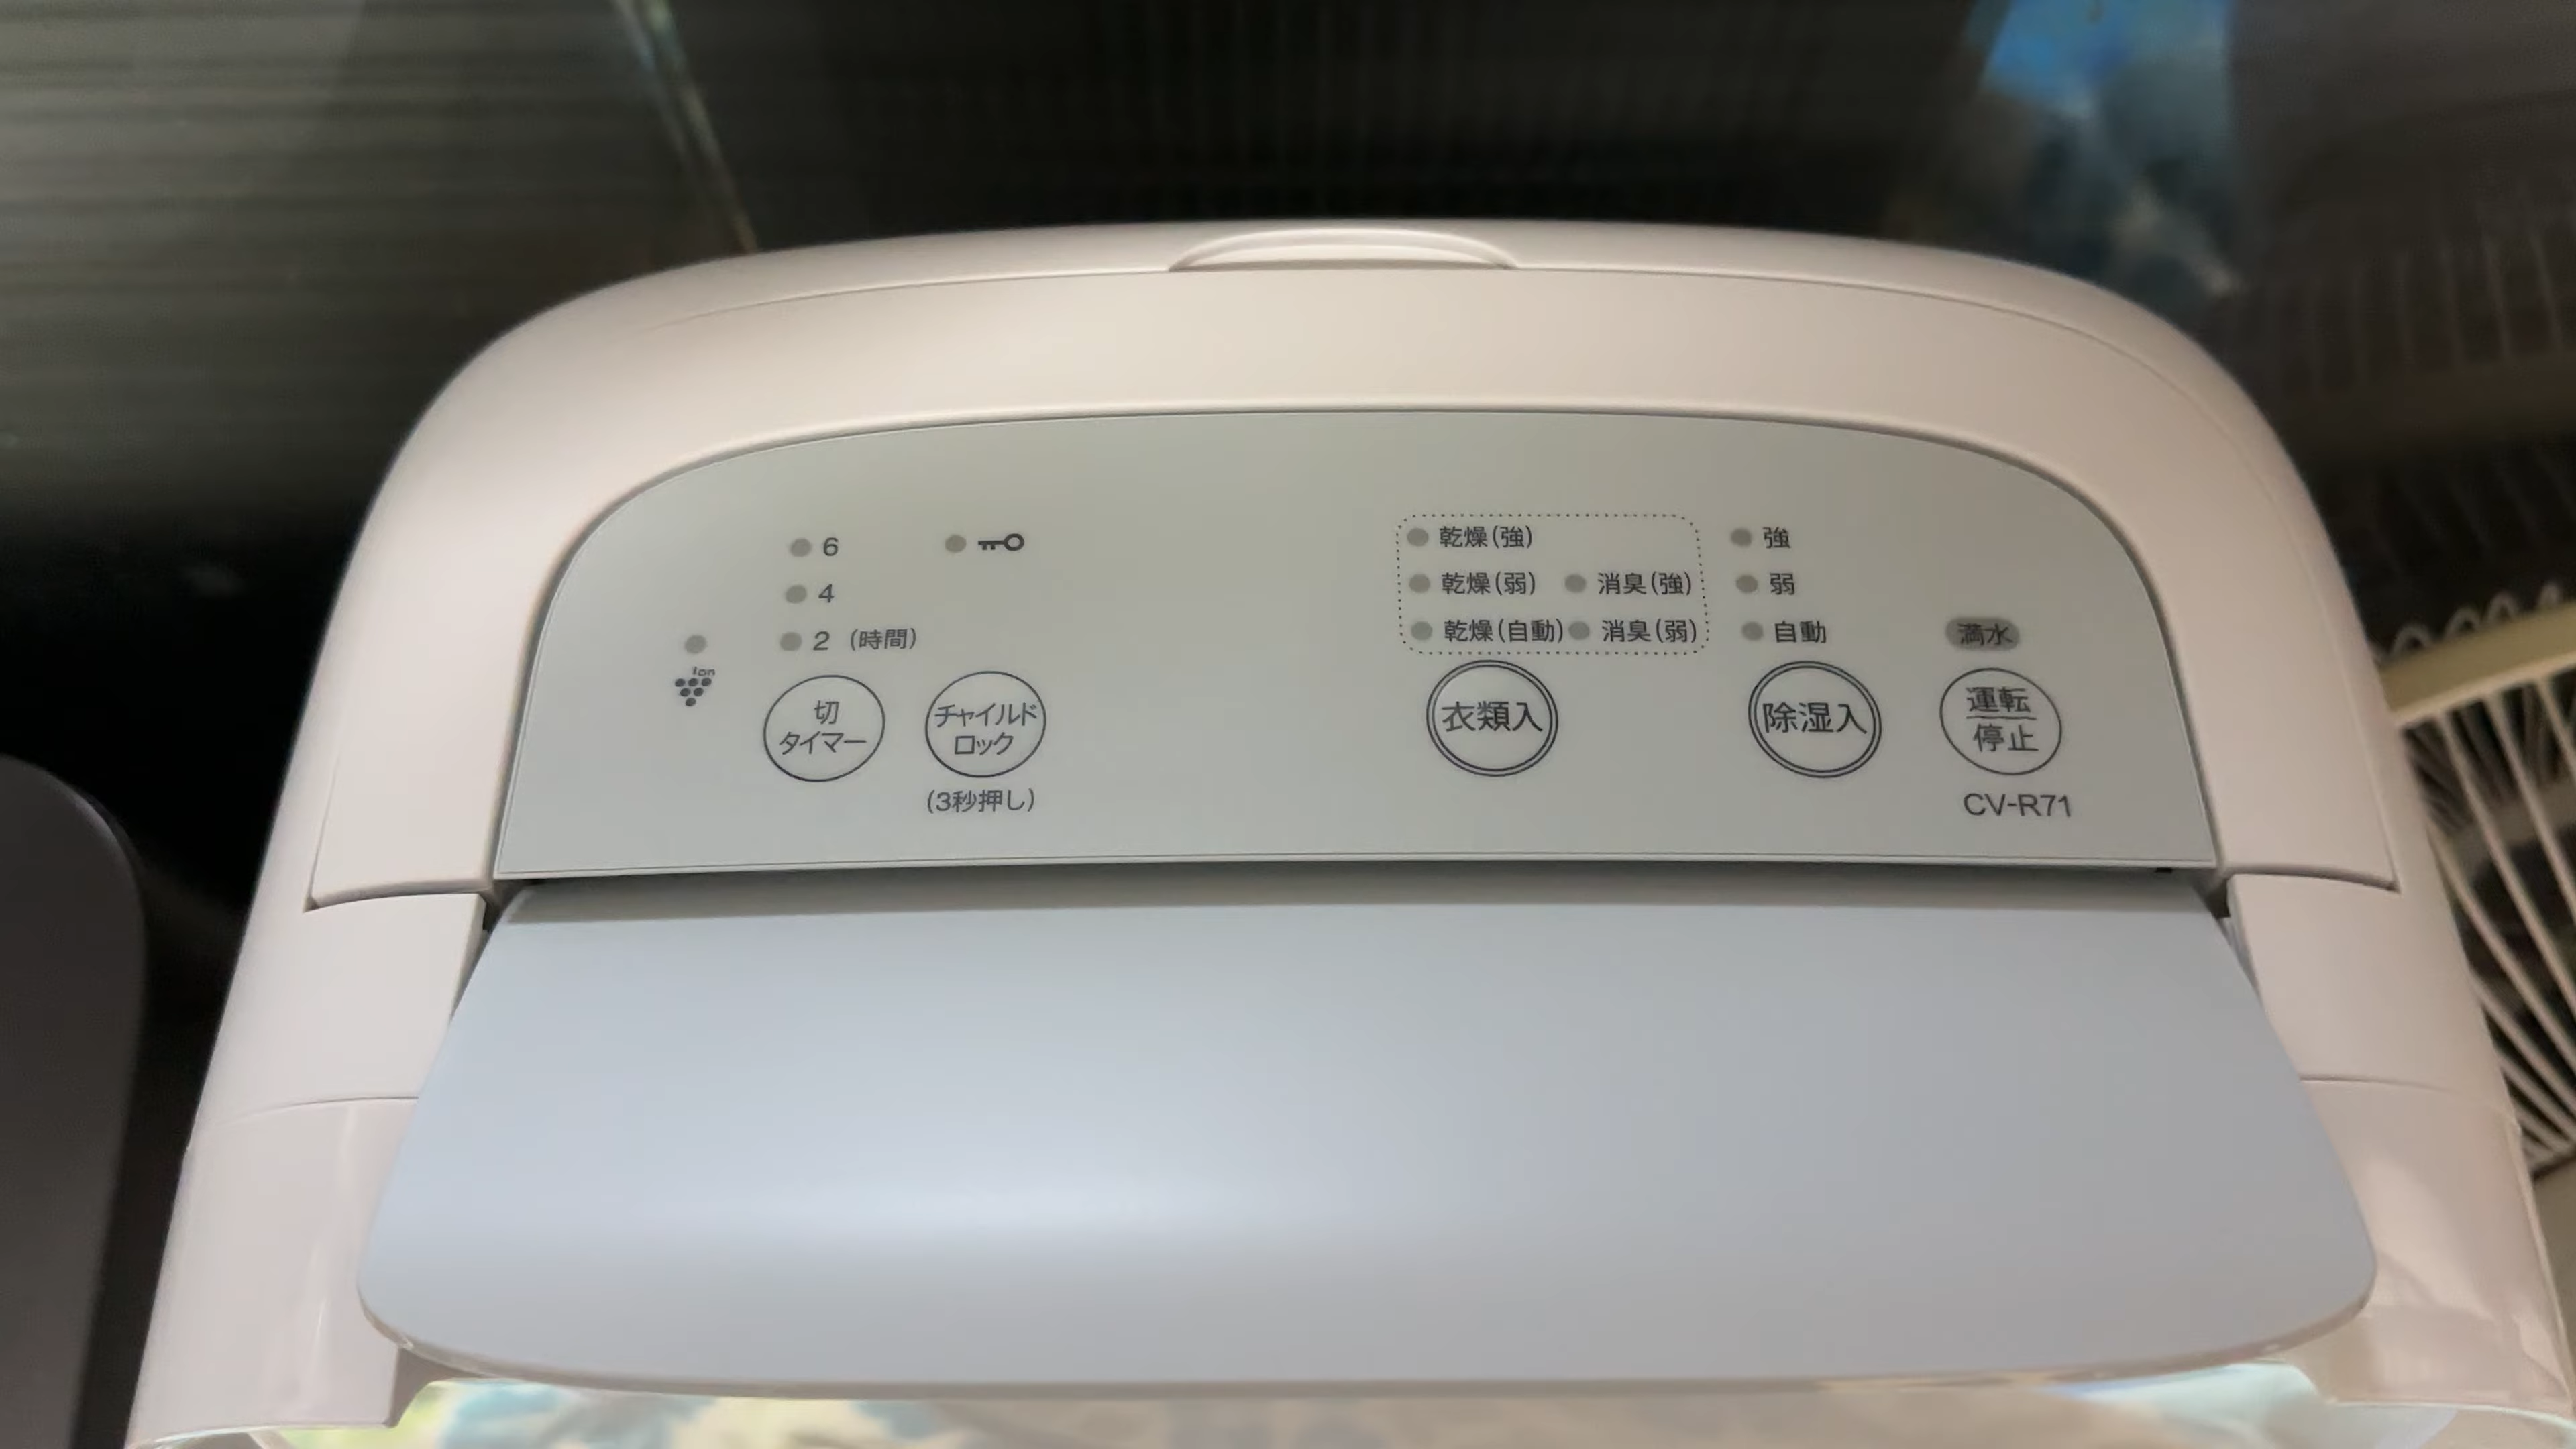 6
4
2 (時間)
ion
切
タイマー
チャイルド
ロック
(3秒押し)
乾燥(強)
乾燥(弱) 消臭(強)
乾燥(自動) 消臭(弱)
衣類入
強
弱
自動
除湿入
満水
運転
停止
CV-R71